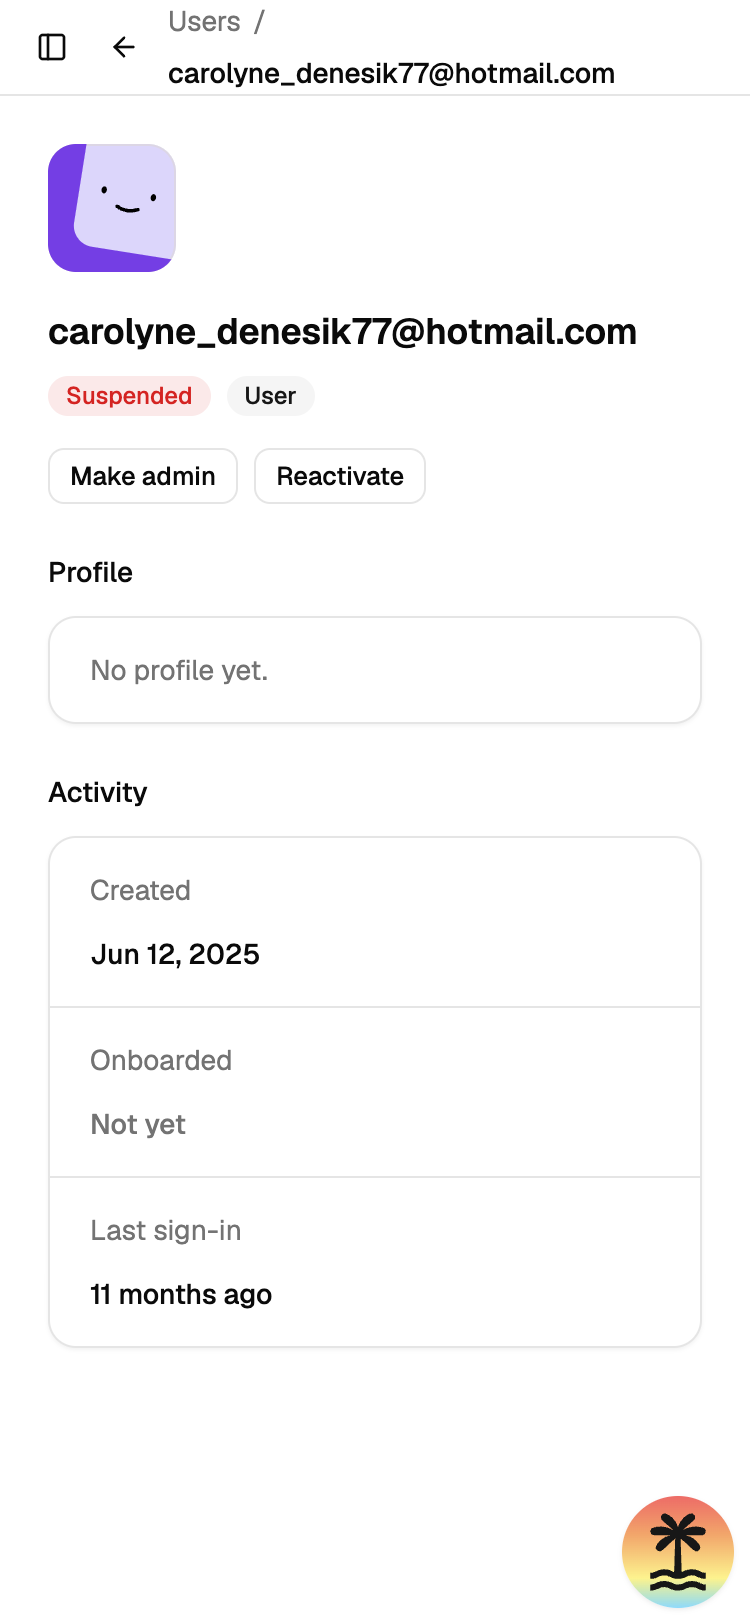 Users /
carolyne_denesik77@hotmail.com
carolyne_denesik77@hotmail.com
Suspended User
Make admin Reactivate
Profile
No profile yet.
Activity
Created
Jun 12, 2025
Onboarded
Not yet
Last sign-in
11 months ago